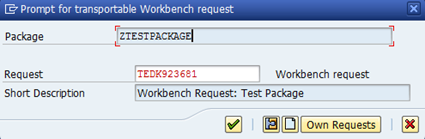 Prompt for transportable Workbench request
Package ZTESTPACKAGE
Request TEDK923681 Workbench request
Short Description Workbench Request: Test Package
Own Requests